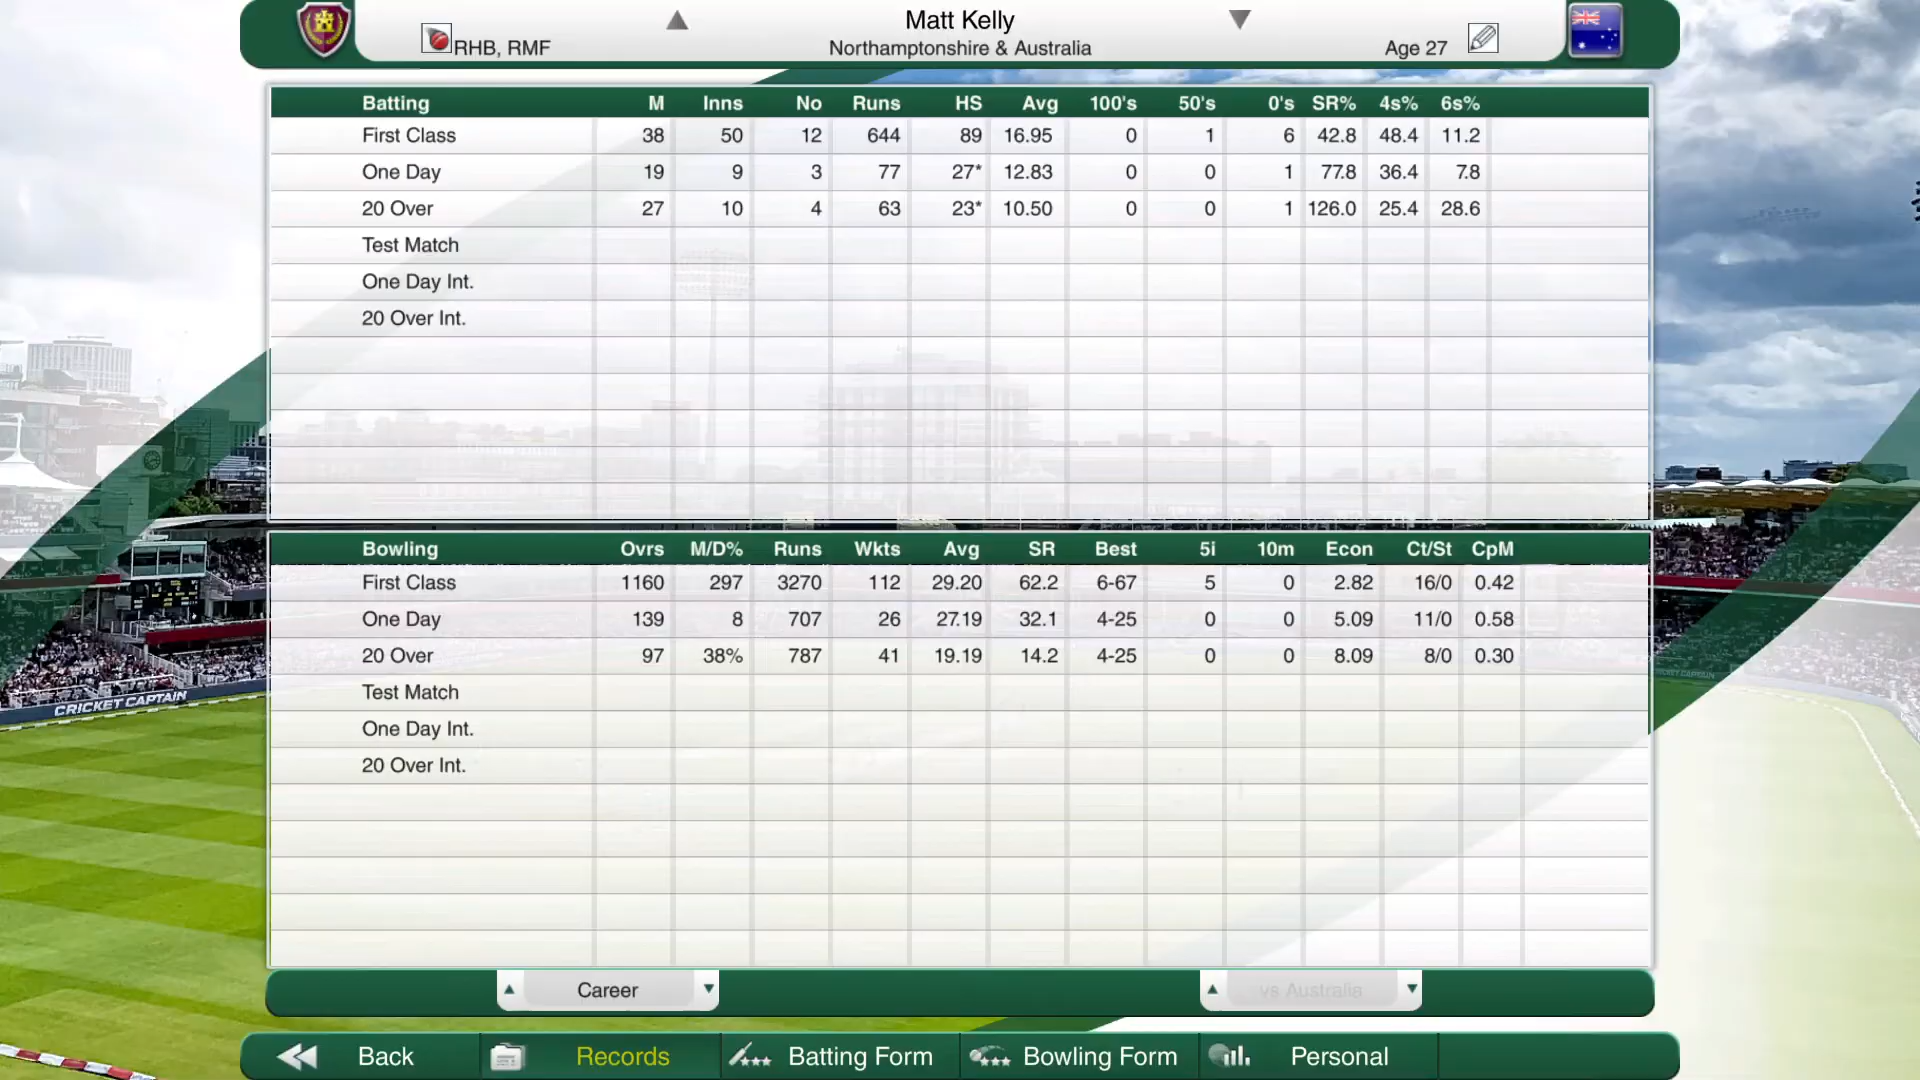 Matt Kelly
RHB, RMF
Northamptonshire & Australia
Age 27
Batting M Inns No Runs HS Avg 100's 50's 0's SR% 4s% 6s%
First Class 38 50 12 644 89 16.95 0 1 6 42.8 48.4 11.2
One Day 19 9 3 77 27* 12.83 0 0 1 77.8 36.4 7.8
20 Over 27 10 4 63 23* 10.50 0 0 1 126.0 25.4 28.6
Test Match
One Day Int.
20 Over Int.
Bowling Ovrs M/D% Runs Wkts Avg SR Best 5i 10m Econ Ct/St CpM
First Class 1160 297 3270 112 29.20 62.2 6-67 5 0 2.82 16/0 0.42
One Day 139 8 707 26 27.19 32.1 4-25 0 0 5.09 11/0 0.58
20 Over 97 38% 787 41 19.19 14.2 4-25 0 0 8.09 8/0 0.30
Test Match
One Day Int.
20 Over Int.
CRICKET CAPTAIN
CRICKET CAPTAIN
Career
vs Australia
Back Records Batting Form Bowling Form Personal